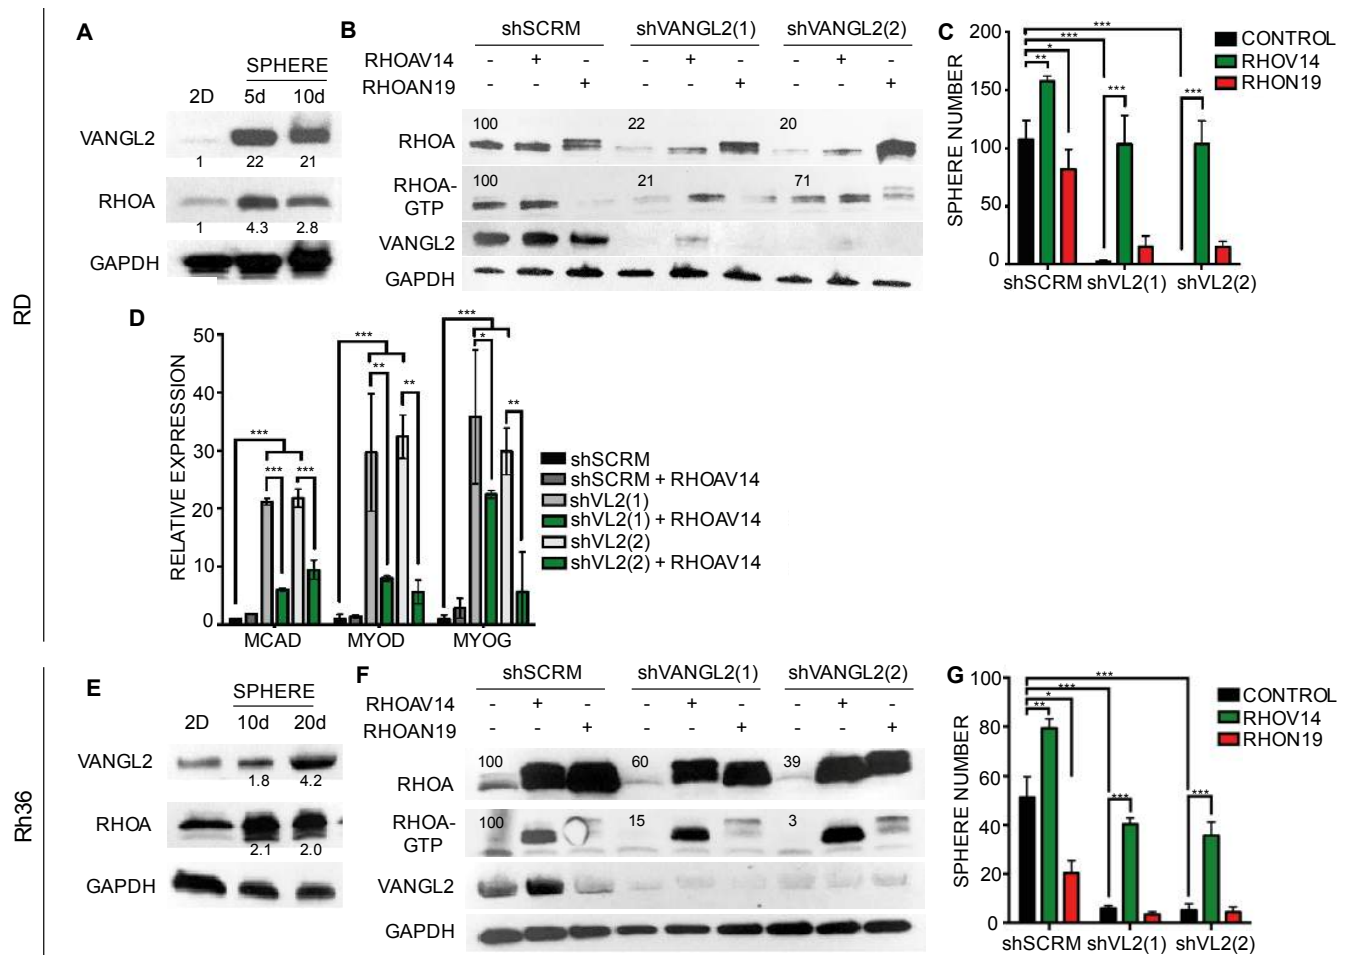 RD
A
SPHERE
2D 5d 10d
VANGL2
1 22 21
RHOA
1 4.3 2.8
GAPDH
B
shSCRM shVANGL2(1) shVANGL2(2)
RHOAV14 - + - - + - - + -
RHOAN19 - - + - - + - - +
RHOA
100 22 20
RHOA-
GTP
100 21 71
VANGL2
GAPDH
C
SPHERE NUMBER
200
150
100
50
0
*** 
***
*
**
***
***
CONTROL
RHOV14
RHON19
shSCRM shVL2(1) shVL2(2)
D
RELATIVE EXPRESSION
50
40
30
20
10
0
***
***
***
***
**
**
***
*
**
MCAD MYOD MYOG
shSCRM
shSCRM + RHOAV14
shVL2(1)
shVL2(1) + RHOAV14
shVL2(2)
shVL2(2) + RHOAV14
Rh36
E
SPHERE
2D 10d 20d
VANGL2
1.8 4.2
RHOA
2.1 2.0
GAPDH
F
shSCRM shVANGL2(1) shVANGL2(2)
RHOAV14 - + - - + - - + -
RHOAN19 - - + - - + - - +
RHOA
100 60 39
RHOA-
GTP
100 15 3
VANGL2
GAPDH
G
SPHERE NUMBER
100
80
60
40
20
0
***
***
*
**
***
***
CONTROL
RHOV14
RHON19
shSCRM shVL2(1) shVL2(2)